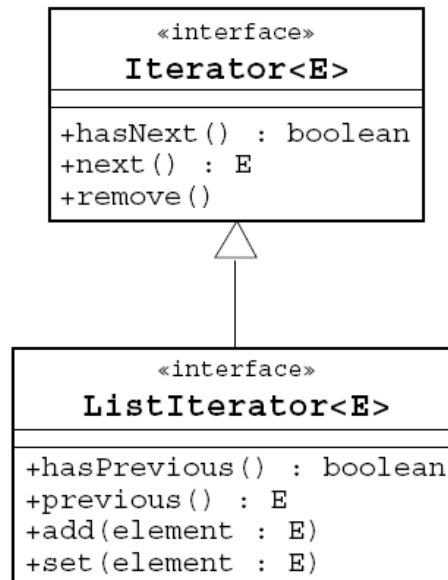 «interface»
Iterator<E>
+hasNext() : boolean
+next() : E
+remove()
«interface»
ListIterator<E>
+hasPrevious() : boolean
+previous() : E
+add(element : E)
+set(element : E)